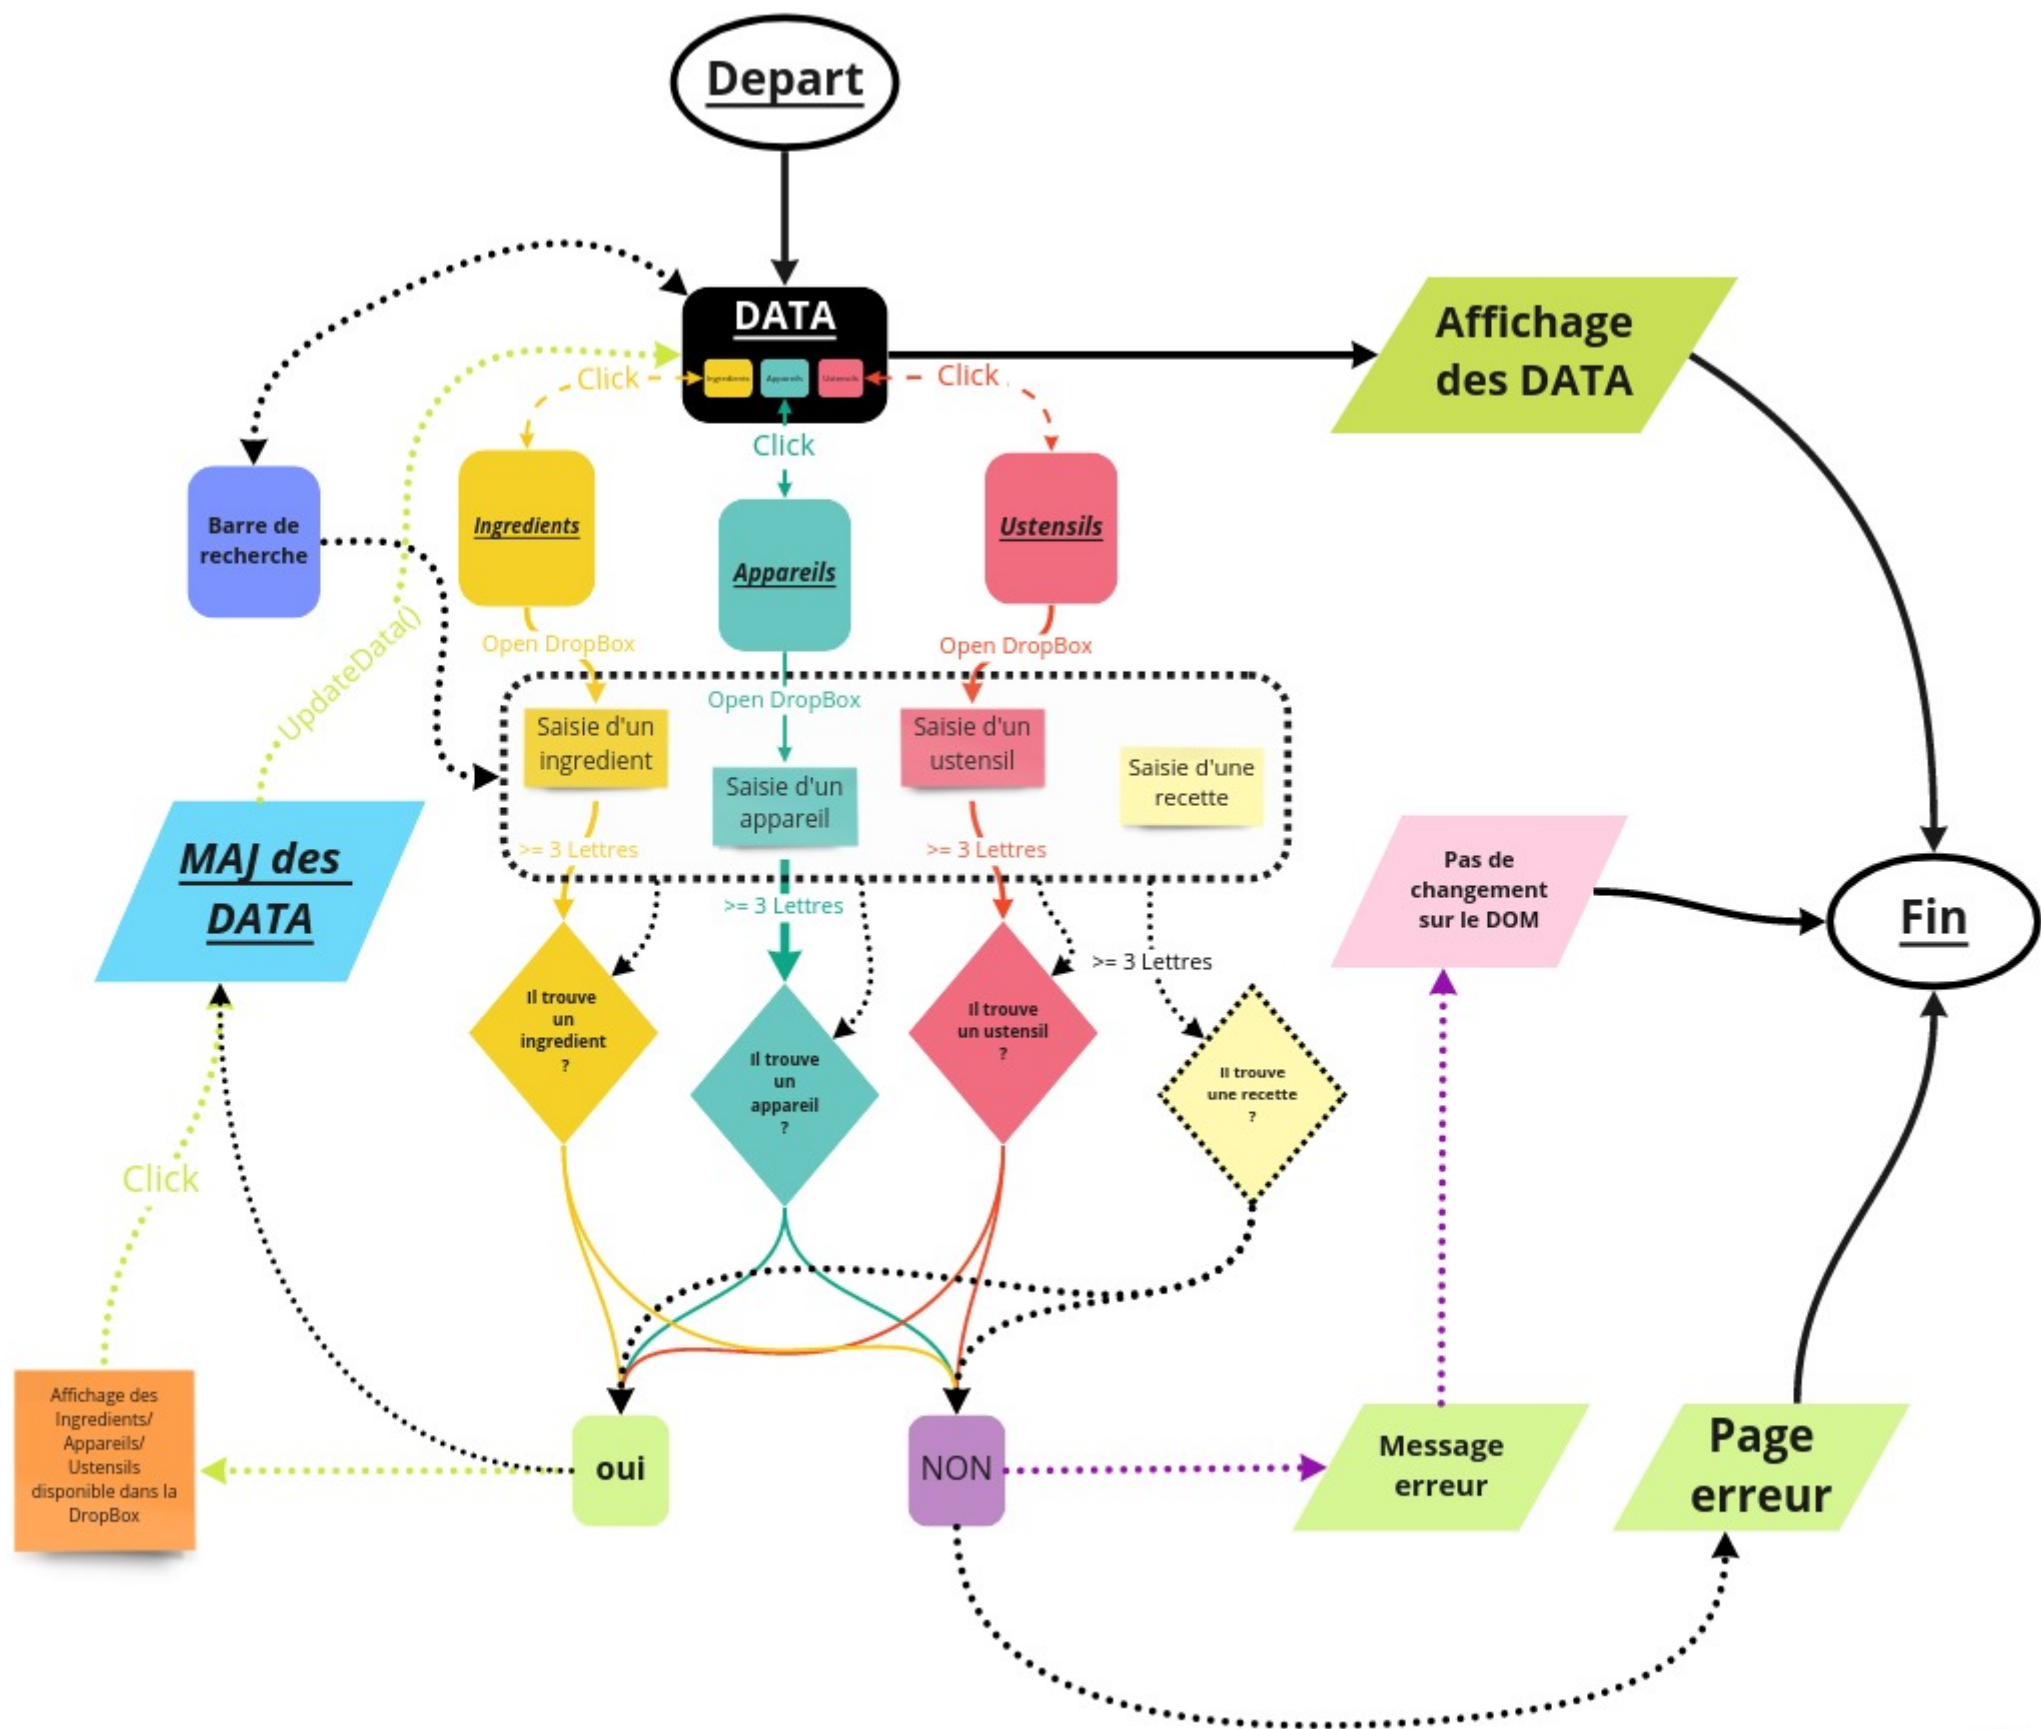 Depart
DATA
Ingredients
Appareils
Ustensils
Affichage
des DATA
Click
Click
Click
Barre de
recherche
Ingredients
Appareils
Ustensils
UpdateData()
Open DropBox
Open DropBox
Open DropBox
Saisie d'un
ingredient
Saisie d'un
appareil
Saisie d'un
ustensil
Saisie d'une
recette
>= 3 Lettres
>= 3 Lettres
>= 3 Lettres
>= 3 Lettres
MAJ des
DATA
Pas de
changement
sur le DOM
Fin
Il trouve
un
ingredient
?
Il trouve
un
appareil
?
Il trouve
un ustensil
?
Il trouve
une recette
?
Click
Affichage des
Ingredients/
Appareils/
Ustensils
disponible dans la
DropBox
oui
NON
Message
erreur
Page
erreur